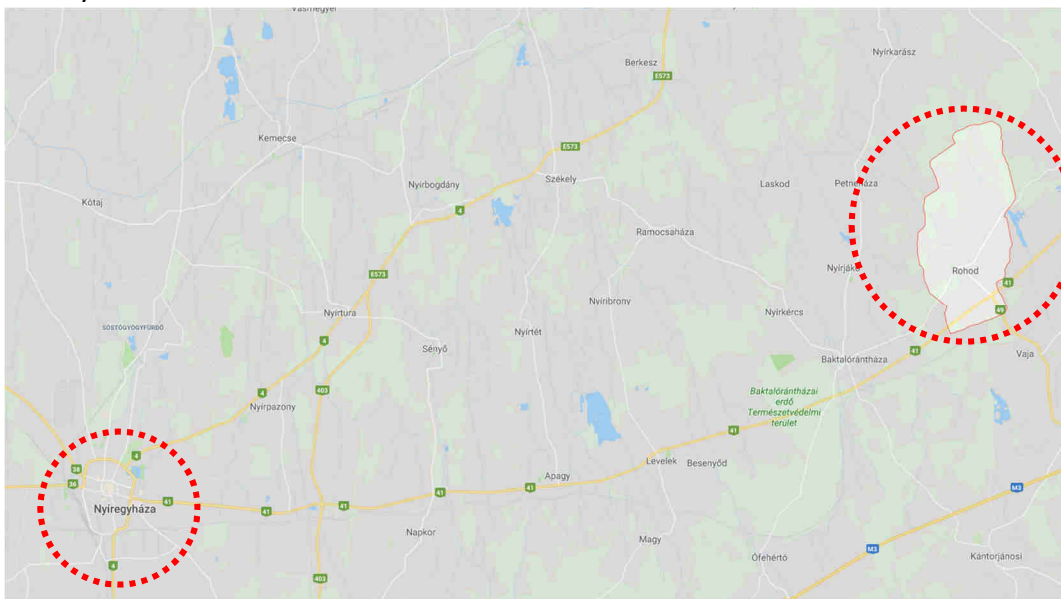 Vasmegyer
Nyírkarász
Berkesz
E573
Kemecse
E573
Székely
Nyírbogdány
Laskod
Petneháza
Kótaj
4
Ramocsaháza
Nyírjákó
Rohod
E573
41
Nyíribrony
49
Nyírtura
Nyírkércs
SÓSTÓGYÓGYFÜRDŐ
Nyírtét
4
Sényő
41
Vaja
Baktalórántháza
403
4
Baktalórántházai
erdő
Természetvédelmi
terület
Nyírpazony
41
4
38
Levelek
Besenyőd
36
Apagy
41
41
M3
41
41
41
Nyíregyháza
Napkor
Magy
M3
Ófehértó
Kántorjánosi
4
403